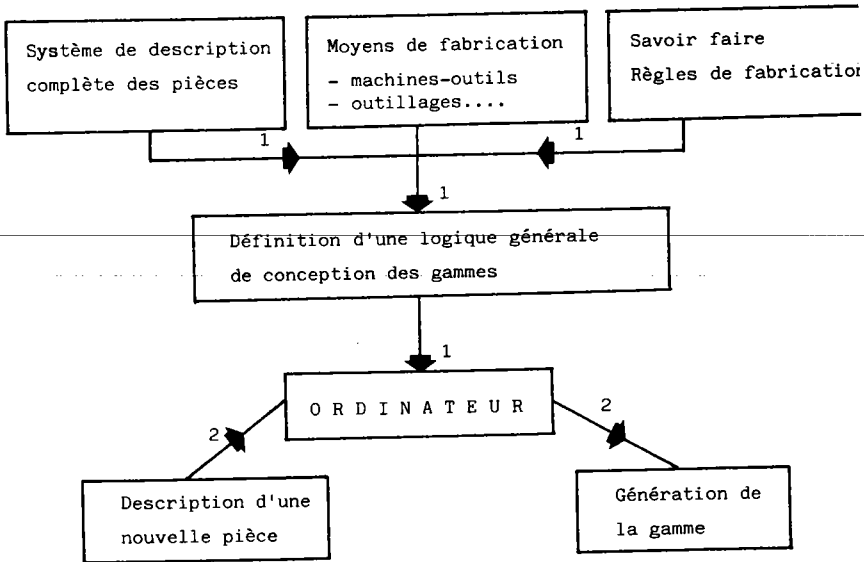 Système de description
complète des pièces
Moyens de fabrication
- machines-outils
- outillages....
Savoir faire
Règles de fabrication
1
1
1
Définition d'une logique générale
de conception des gammes
1
O R D I N A T E U R
2
2
Description d'une
nouvelle pièce
Génération de
la gamme